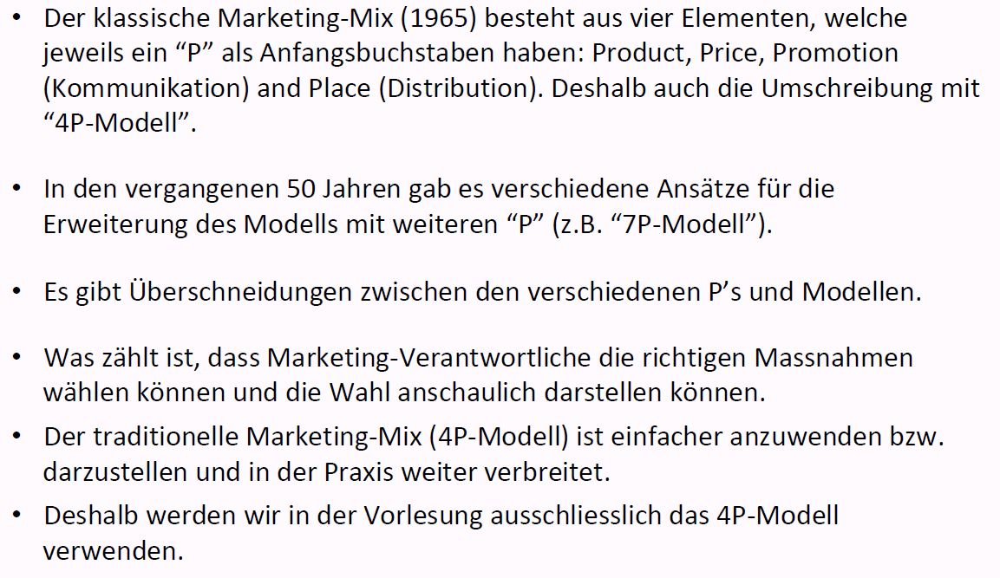 • Der klassische Marketing-Mix (1965) besteht aus vier Elementen, welche
jeweils ein “P” als Anfangsbuchstaben haben: Product, Price, Promotion
(Kommunikation) and Place (Distribution). Deshalb auch die Umschreibung mit
“4P-Modell”.
• In den vergangenen 50 Jahren gab es verschiedene Ansätze für die
Erweiterung des Modells mit weiteren “P” (z.B. “7P-Modell”).
• Es gibt Überschneidungen zwischen den verschiedenen P’s und Modellen.
• Was zählt ist, dass Marketing-Verantwortliche die richtigen Massnahmen
wählen können und die Wahl anschaulich darstellen können.
• Der traditionelle Marketing-Mix (4P-Modell) ist einfacher anzuwenden bzw.
darzustellen und in der Praxis weiter verbreitet.
• Deshalb werden wir in der Vorlesung ausschliesslich das 4P-Modell
verwenden.